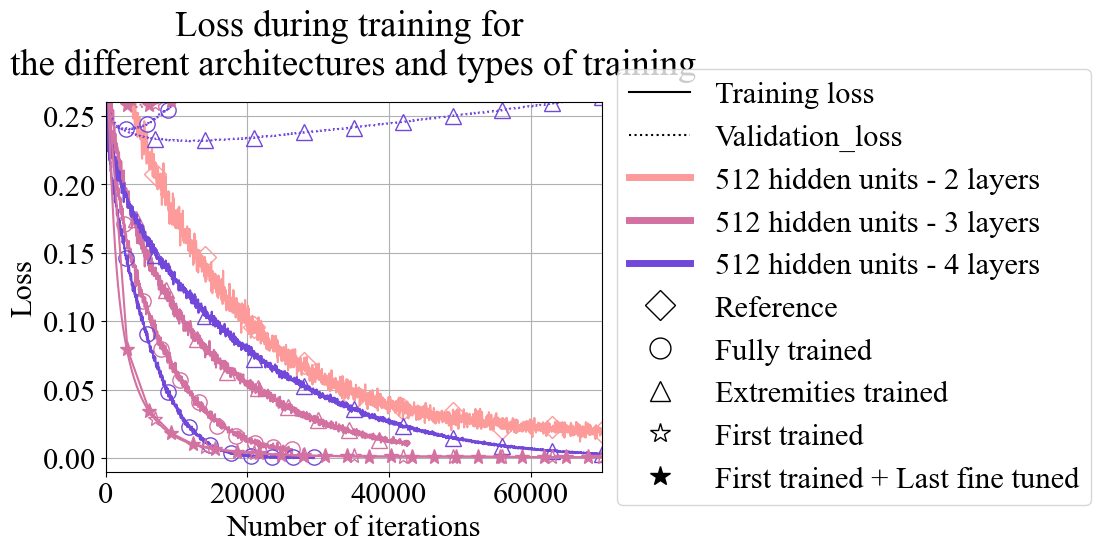 Loss during training for
the different architectures and types of training
0.25
0.20
0.15
0.10
0.05
0.00
Loss
0
20000
40000
60000
Number of iterations
Training loss
Validation_loss
512 hidden units - 2 layers
512 hidden units - 3 layers
512 hidden units - 4 layers
Reference
Fully trained
Extremities trained
First trained
First trained + Last fine tuned